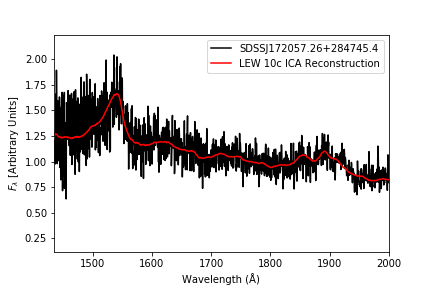 SDSSJ172057.26+284745.4
LEW 10c ICA Reconstruction
2.00
1.75
1.50
1.25
1.00
0.75
0.50
0.25
F_λ [Arbitrary Units]
1500 1600 1700 1800 1900 2000
Wavelength (Å)